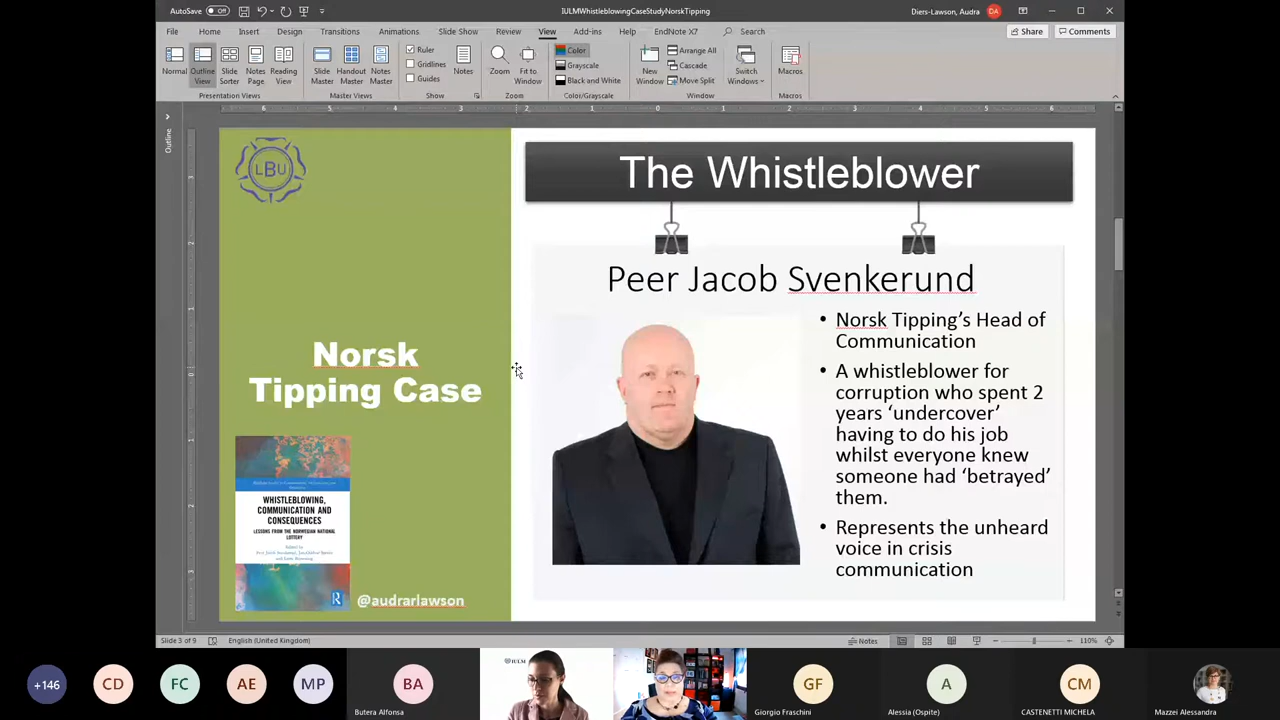 AutoSave Off
IULMWhistleblowingCaseStudyNorskTipping
Diers-Lawson, Audra DA
File Home Insert Design Transitions Animations Slide Show Review View Add-ins Help EndNote X7 Search
Share Comments
Normal Outline View Slide Sorter Notes Page Reading View
Presentation Views
Slide Master Handout Master Notes Master
Master Views
Ruler
Gridlines
Guides
Show
Notes
Zoom Fit to Window
Zoom
Color
Grayscale
Black and White
Color/Grayscale
New Window
Arrange All
Cascade
Move Split
Switch Windows
Window
Macros
Macros
Outline
LBU
Norsk
Tipping Case
WHISTLEBLOWING,
COMMUNICATION AND
CONSEQUENCES
LESSONS FROM THE NORWEGIAN NATIONAL
LOTTERY
R
@audrarlawson
The Whistleblower
Peer Jacob Svenkerund
• Norsk Tipping’s Head of
Communication
• A whistleblower for
corruption who spent 2
years ‘undercover’
having to do his job
whilst everyone knew
someone had ‘betrayed’
them.
• Represents the unheard
voice in crisis
communication
Slide 3 of 9
English (United Kingdom)
Notes
110%
+146
CD
FC
AE
MP
BA
Butera Alfonsa
IULM
GF
Giorgio Fraschini
A
Alessia (Ospite)
CM
CASTENETTI MICHELA
Mazzei Alessandra